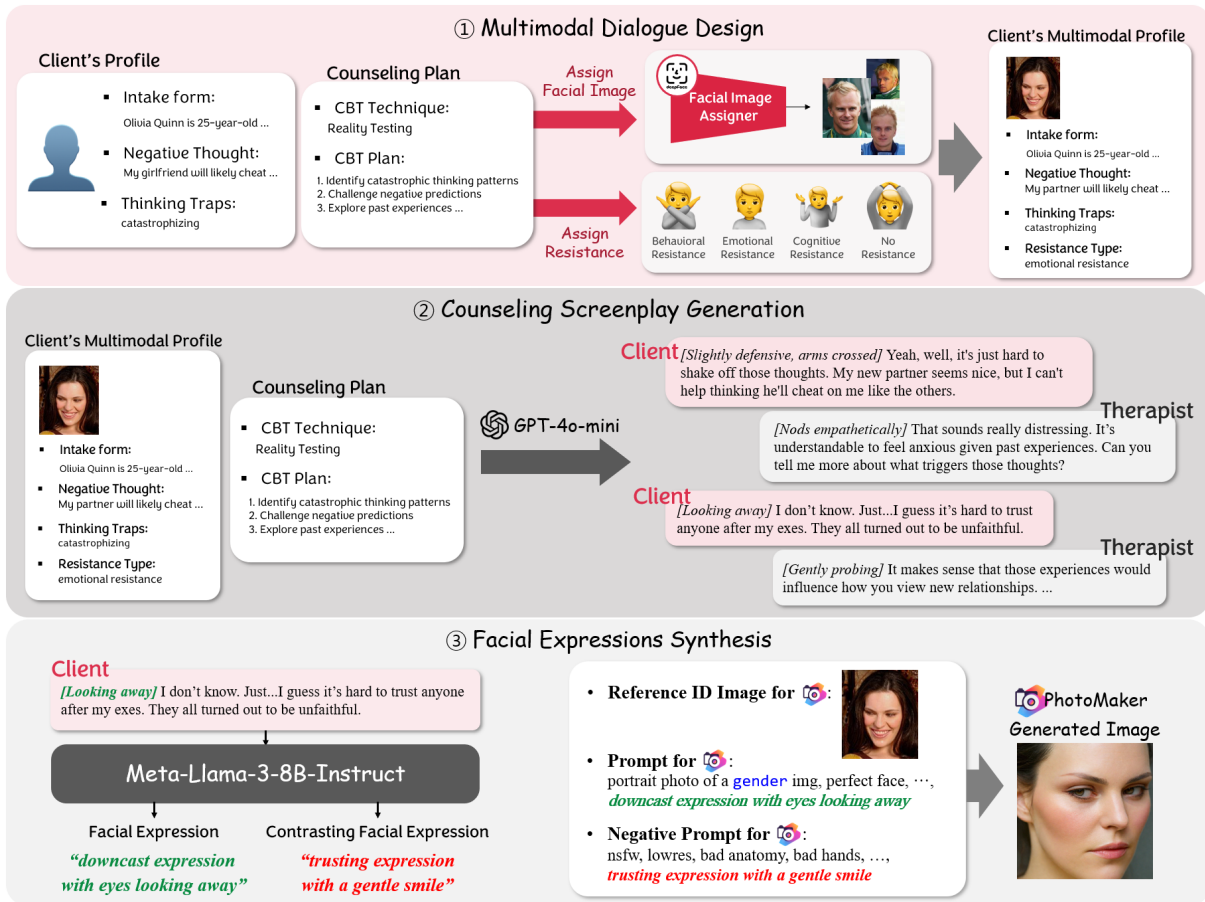 ① Multimodal Dialogue Design
Client's Profile
▪ Intake form:
Olivia Quinn is 25-year-old ...
▪ Negative Thought:
My girlfriend will likely cheat ...
▪ Thinking Traps:
catastrophizing
Counseling Plan
▪ CBT Technique:
Reality Testing
▪ CBT Plan:
1. Identify catastrophic thinking patterns
2. Challenge negative predictions
3. Explore past experiences ...
Assign
Facial Image
Assign
Resistance
deepFace
Facial Image
Assigner
Behavioral
Resistance
Emotional
Resistance
Cognitive
Resistance
No
Resistance
Client's Multimodal Profile
▪ Intake form:
Olivia Quinn is 25-year-old ...
▪ Negative Thought:
My partner will likely cheat ...
▪ Thinking Traps:
catastrophizing
▪ Resistance Type:
emotional resistance
② Counseling Screenplay Generation
Client's Multimodal Profile
▪ Intake form:
Olivia Quinn is 25-year-old ...
▪ Negative Thought:
My partner will likely cheat ...
▪ Thinking Traps:
catastrophizing
▪ Resistance Type:
emotional resistance
Counseling Plan
▪ CBT Technique:
Reality Testing
▪ CBT Plan:
1. Identify catastrophic thinking patterns
2. Challenge negative predictions
3. Explore past experiences ...
GPT-4o-mini
Client
[Slightly defensive, arms crossed] Yeah, well, it's just hard to
shake off those thoughts. My new partner seems nice, but I can't
help thinking he'll cheat on me like the others.
Therapist
[Nods empathetically] That sounds really distressing. It's
understandable to feel anxious given past experiences. Can you
tell me more about what triggers those thoughts?
Client
[Looking away] I don't know. Just...I guess it's hard to trust
anyone after my exes. They all turned out to be unfaithful.
Therapist
[Gently probing] It makes sense that those experiences would
influence how you view new relationships. ...
③ Facial Expressions Synthesis
Client
[Looking away] I don't know. Just...I guess it's hard to trust anyone
after my exes. They all turned out to be unfaithful.
Meta-Llama-3-8B-Instruct
Facial Expression
"downcast expression
with eyes looking away"
Contrasting Facial Expression
"trusting expression
with a gentle smile"
• Reference ID Image for :
• Prompt for :
portrait photo of a gender img, perfect face, ⋯,
downcast expression with eyes looking away
• Negative Prompt for :
nsfw, lowres, bad anatomy, bad hands, …,
trusting expression with a gentle smile
PhotoMaker
Generated Image